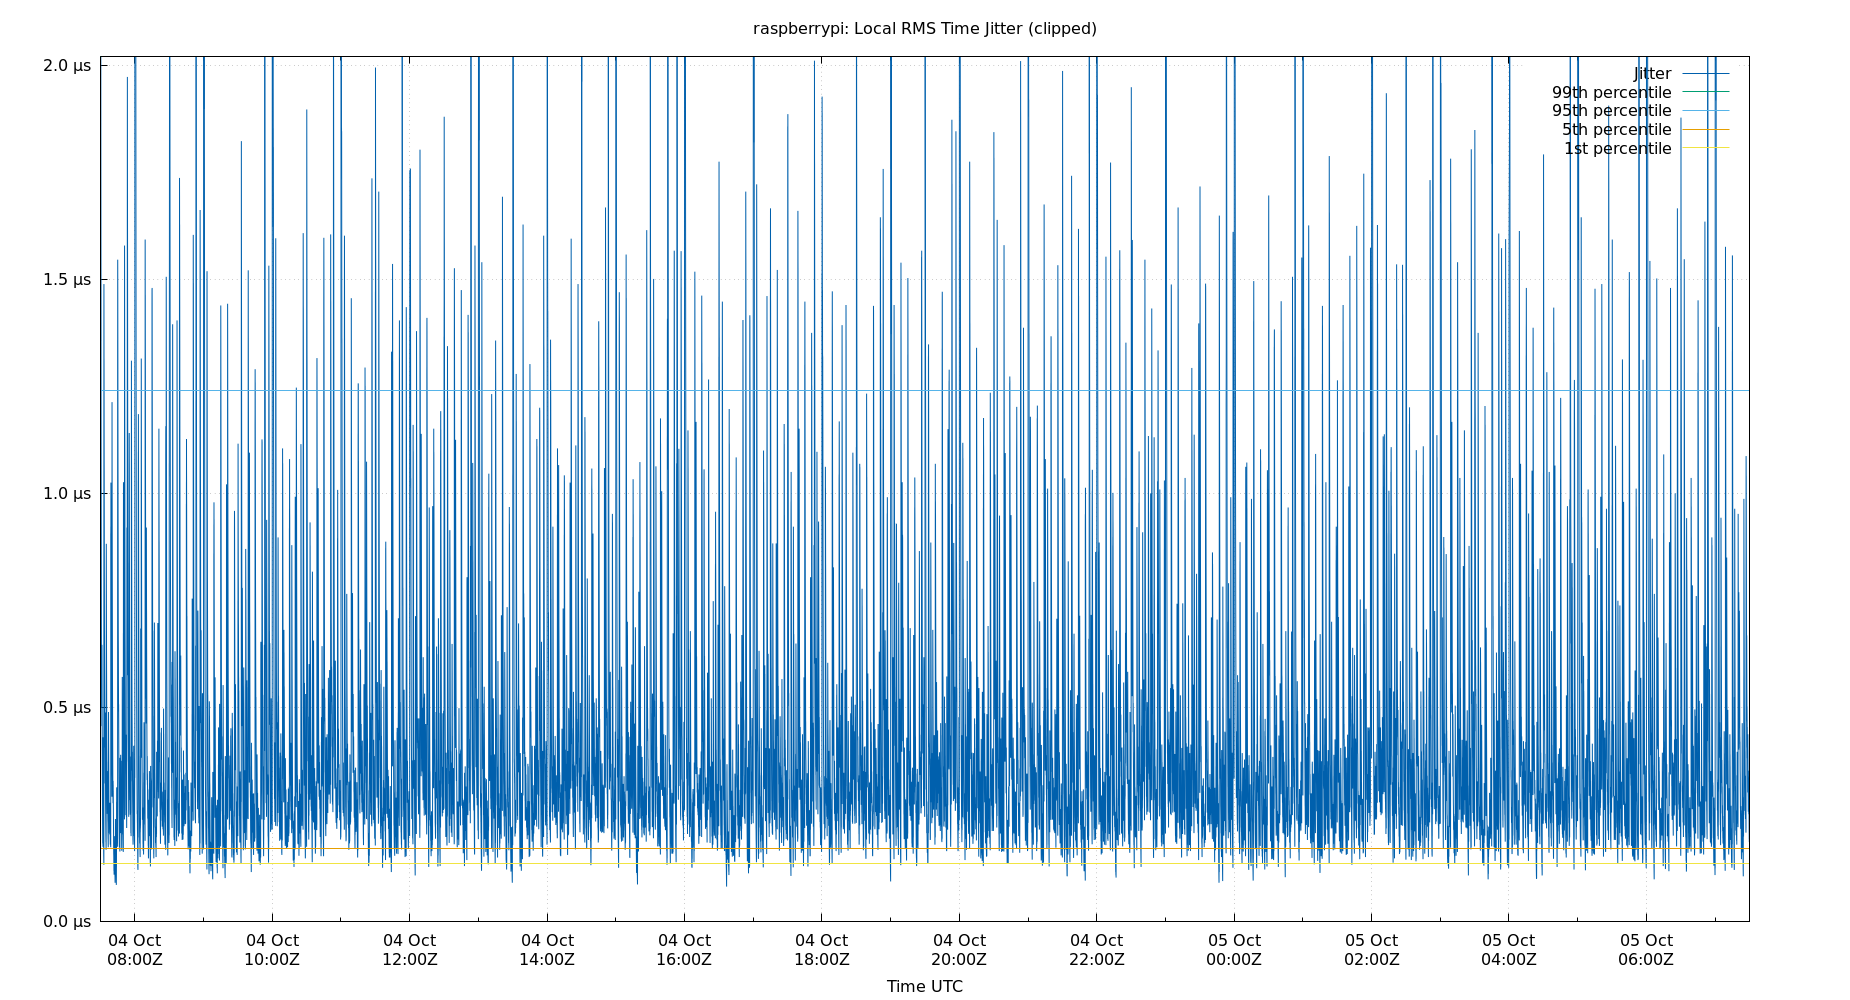 raspberrypi: Local RMS Time Jitter (clipped)
2.0 µs
1.5 µs
1.0 µs
0.5 µs
0.0 µs
Jitter
99th percentile
95th percentile
5th percentile
1st percentile
04 Oct 04 Oct 04 Oct 04 Oct 04 Oct 04 Oct 04 Oct 04 Oct 05 Oct 05 Oct 05 Oct 05 Oct
08:00Z 10:00Z 12:00Z 14:00Z 16:00Z 18:00Z 20:00Z 22:00Z 00:00Z 02:00Z 04:00Z 06:00Z
Time UTC